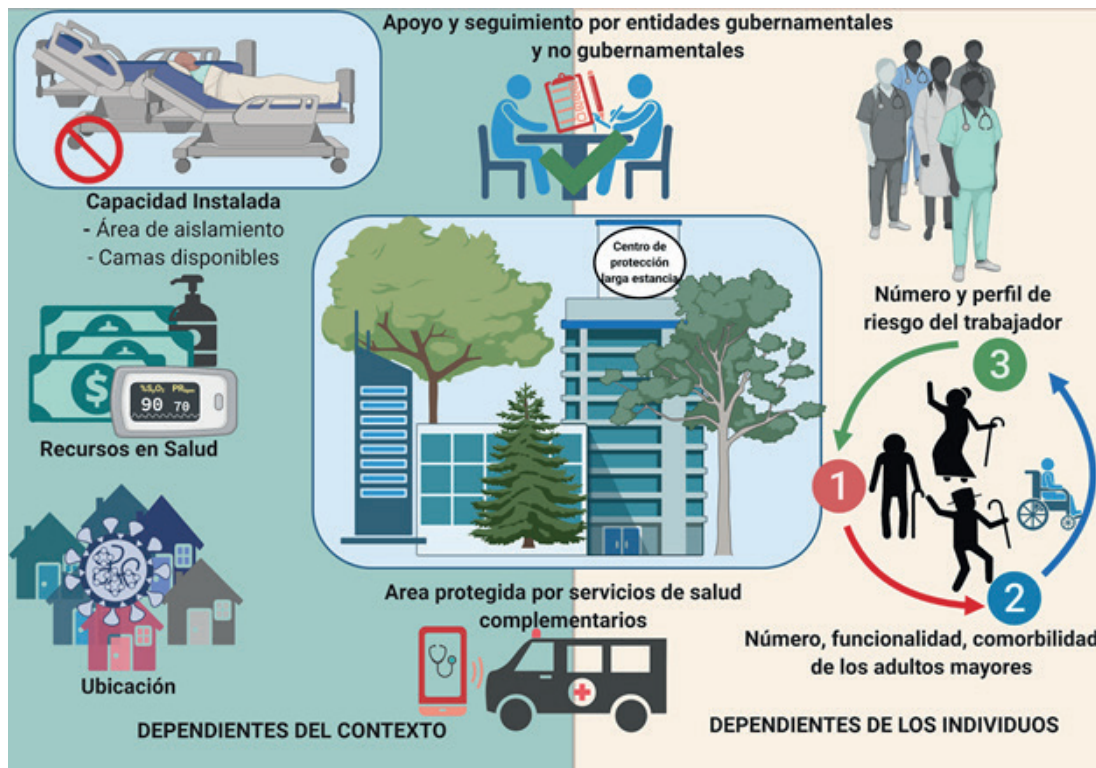 Apoyo y seguimiento por entidades gubernamentales
y no gubernamentales
Capacidad Instalada
- Área de aislamiento
- Camas disponibles
%SpO₂ PRbpm
90 70
$
Recursos en Salud
Ubicación
Centro de
protección
larga estancia
Area protegida por servicios de salud
complementarios
Número y perfil de
riesgo del trabajador
3
1
2
Número, funcionalidad, comorbilidad
de los adultos mayores
DEPENDIENTES DEL CONTEXTO
DEPENDIENTES DE LOS INDIVIDUOS